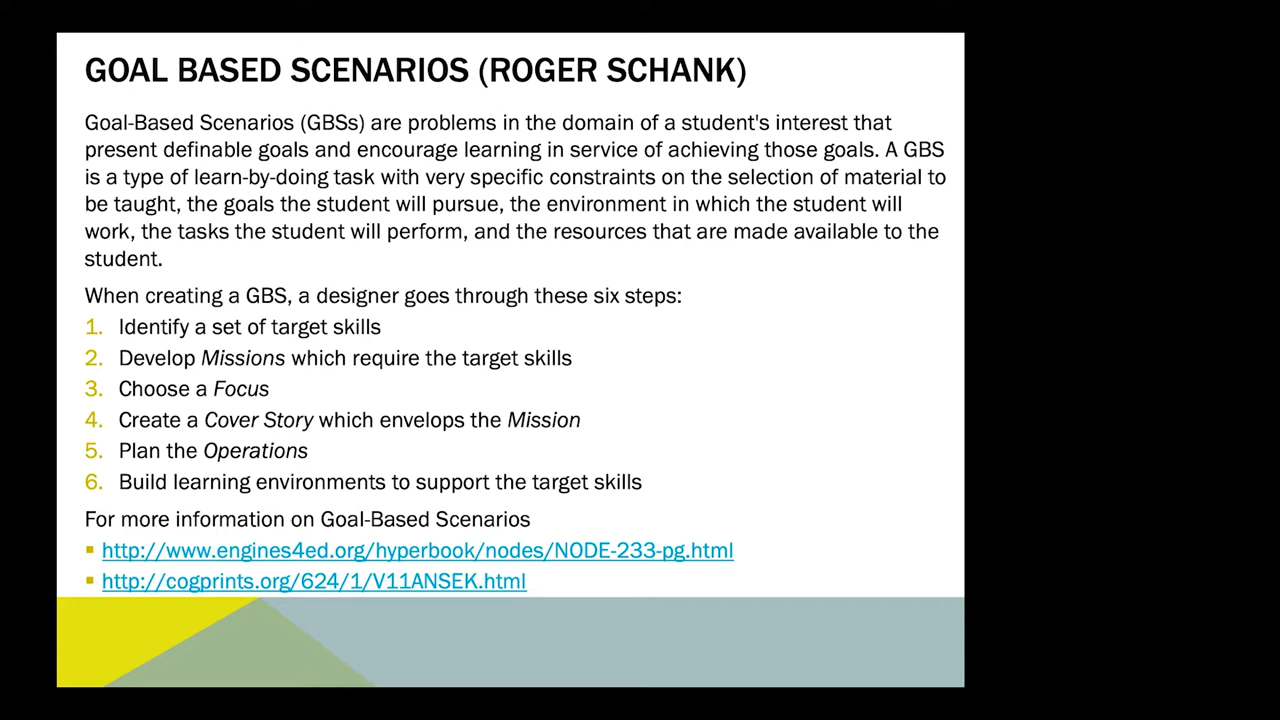 GOAL BASED SCENARIOS (ROGER SCHANK)
Goal-Based Scenarios (GBSs) are problems in the domain of a student's interest that
present definable goals and encourage learning in service of achieving those goals. A GBS
is a type of learn-by-doing task with very specific constraints on the selection of material to
be taught, the goals the student will pursue, the environment in which the student will
work, the tasks the student will perform, and the resources that are made available to the
student.
When creating a GBS, a designer goes through these six steps:
1. Identify a set of target skills
2. Develop Missions which require the target skills
3. Choose a Focus
4. Create a Cover Story which envelops the Mission
5. Plan the Operations
6. Build learning environments to support the target skills
For more information on Goal-Based Scenarios
▪ http://www.engines4ed.org/hyperbook/nodes/NODE-233-pg.html
▪ http://cogprints.org/624/1/V11ANSEK.html